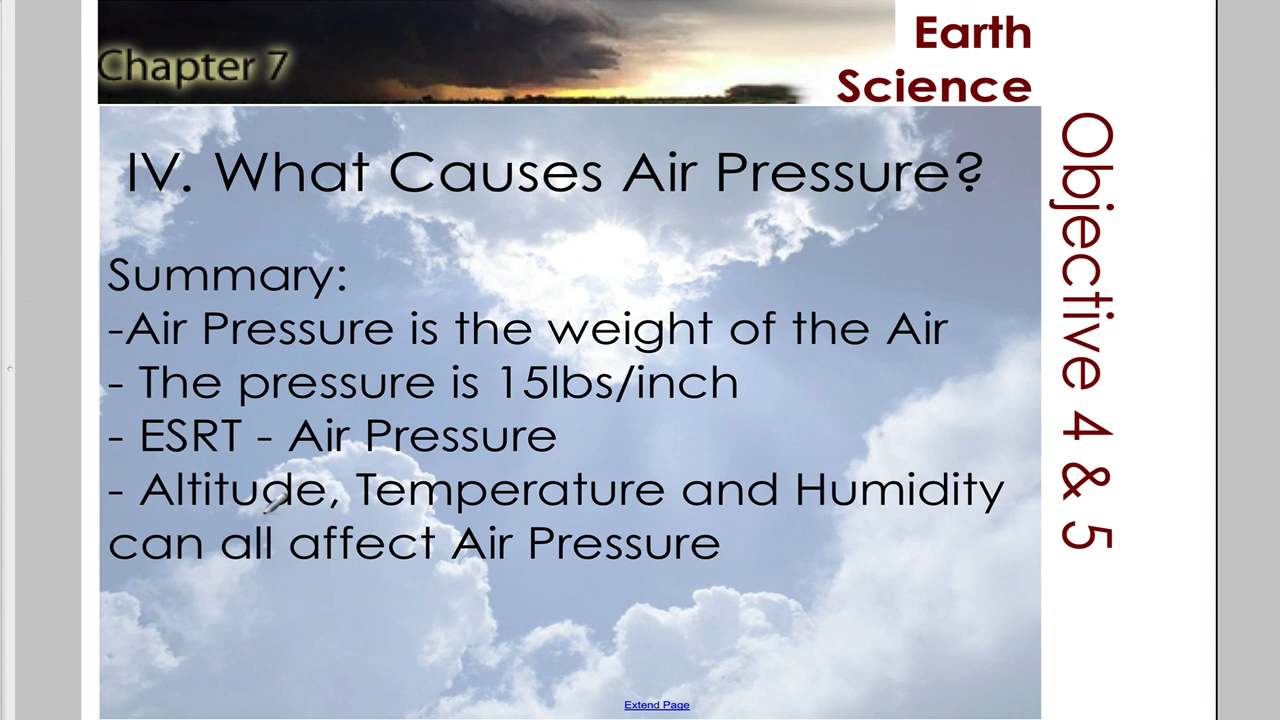 Chapter 7
Earth
Science
Objective 4 & 5
IV. What Causes Air Pressure?
Summary:
-Air Pressure is the weight of the Air
- The pressure is 15lbs/inch
- ESRT - Air Pressure
- Altitude, Temperature and Humidity
can all affect Air Pressure
Extend Page